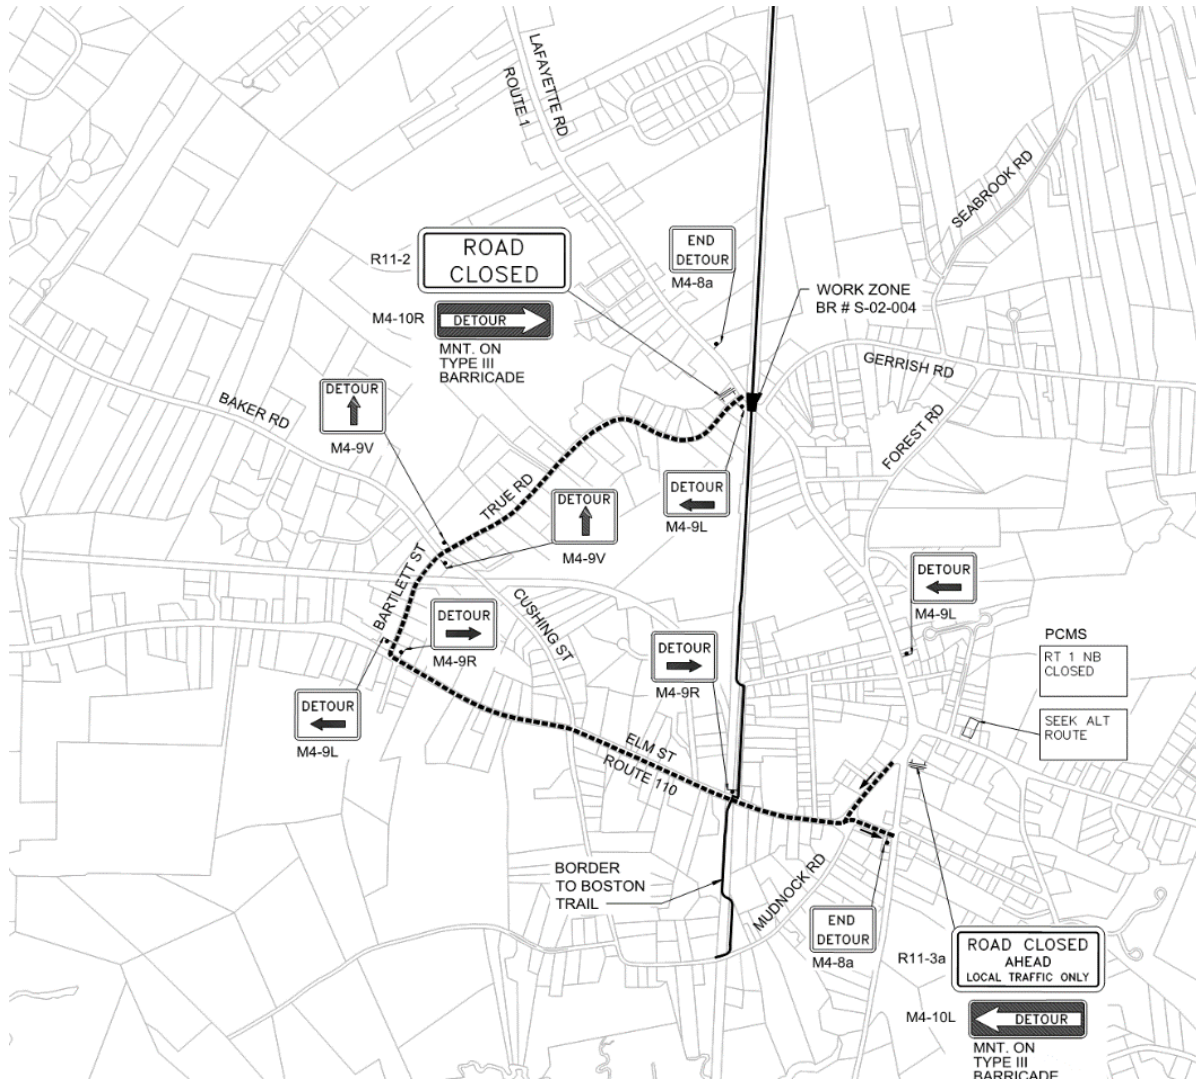 LAFAYETTE RD
ROUTE 1
SEABROOK RD
R11-2
ROAD
CLOSED
M4-10R
DETOUR
MNT. ON
TYPE III
BARRICADE
END
DETOUR
M4-8a
WORK ZONE
BR # S-02-004
GERRISH RD
FOREST RD
BAKER RD
DETOUR
M4-9V
TRUE RD
DETOUR
M4-9V
DETOUR
M4-9L
BARTLETT ST
CUSHING ST
DETOUR
M4-9R
DETOUR
M4-9L
DETOUR
M4-9R
DETOUR
M4-9L
PCMS
RT 1 NB
CLOSED
SEEK ALT
ROUTE
ELM ST
ROUTE 110
BORDER
TO BOSTON
TRAIL
MUDNOCK RD
END
DETOUR
M4-8a
R11-3a
ROAD CLOSED
AHEAD
LOCAL TRAFFIC ONLY
M4-10L
DETOUR
MNT. ON
TYPE III
BARRICADE